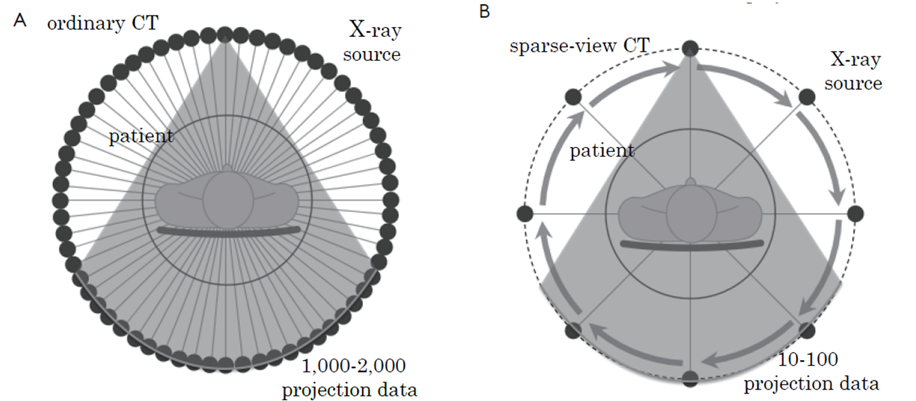 A
ordinary CT
X-ray
source
patient
1,000-2,000
projection data
B
sparse-view CT
X-ray
source
patient
10-100
projection data